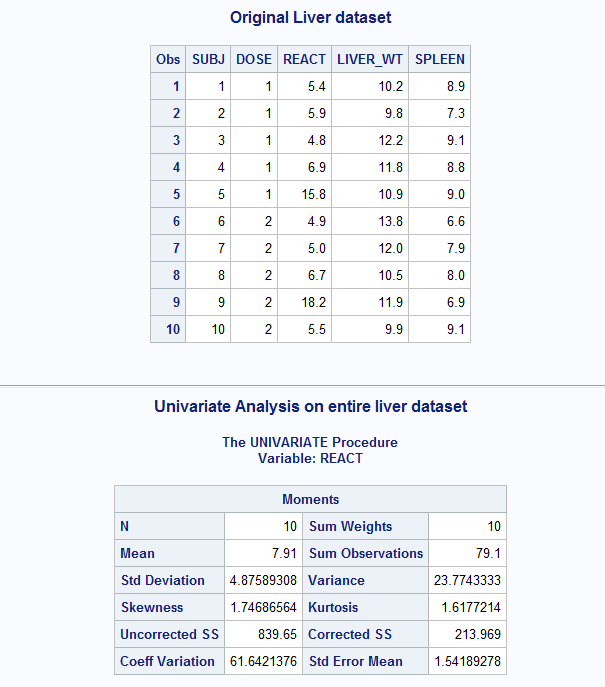 Original Liver dataset
Obs SUBJ DOSE REACT LIVER_WT SPLEEN
1 1 1 5.4 10.2 8.9
2 2 1 5.9 9.8 7.3
3 3 1 4.8 12.2 9.1
4 4 1 6.9 11.8 8.8
5 5 1 15.8 10.9 9.0
6 6 2 4.9 13.8 6.6
7 7 2 5.0 12.0 7.9
8 8 2 6.7 10.5 8.0
9 9 2 18.2 11.9 6.9
10 10 2 5.5 9.9 9.1
Univariate Analysis on entire liver dataset
The UNIVARIATE Procedure
Variable: REACT
Moments
N 10 Sum Weights 10
Mean 7.91 Sum Observations 79.1
Std Deviation 4.87589308 Variance 23.7743333
Skewness 1.74686564 Kurtosis 1.6177214
Uncorrected SS 839.65 Corrected SS 213.969
Coeff Variation 61.6421376 Std Error Mean 1.54189278